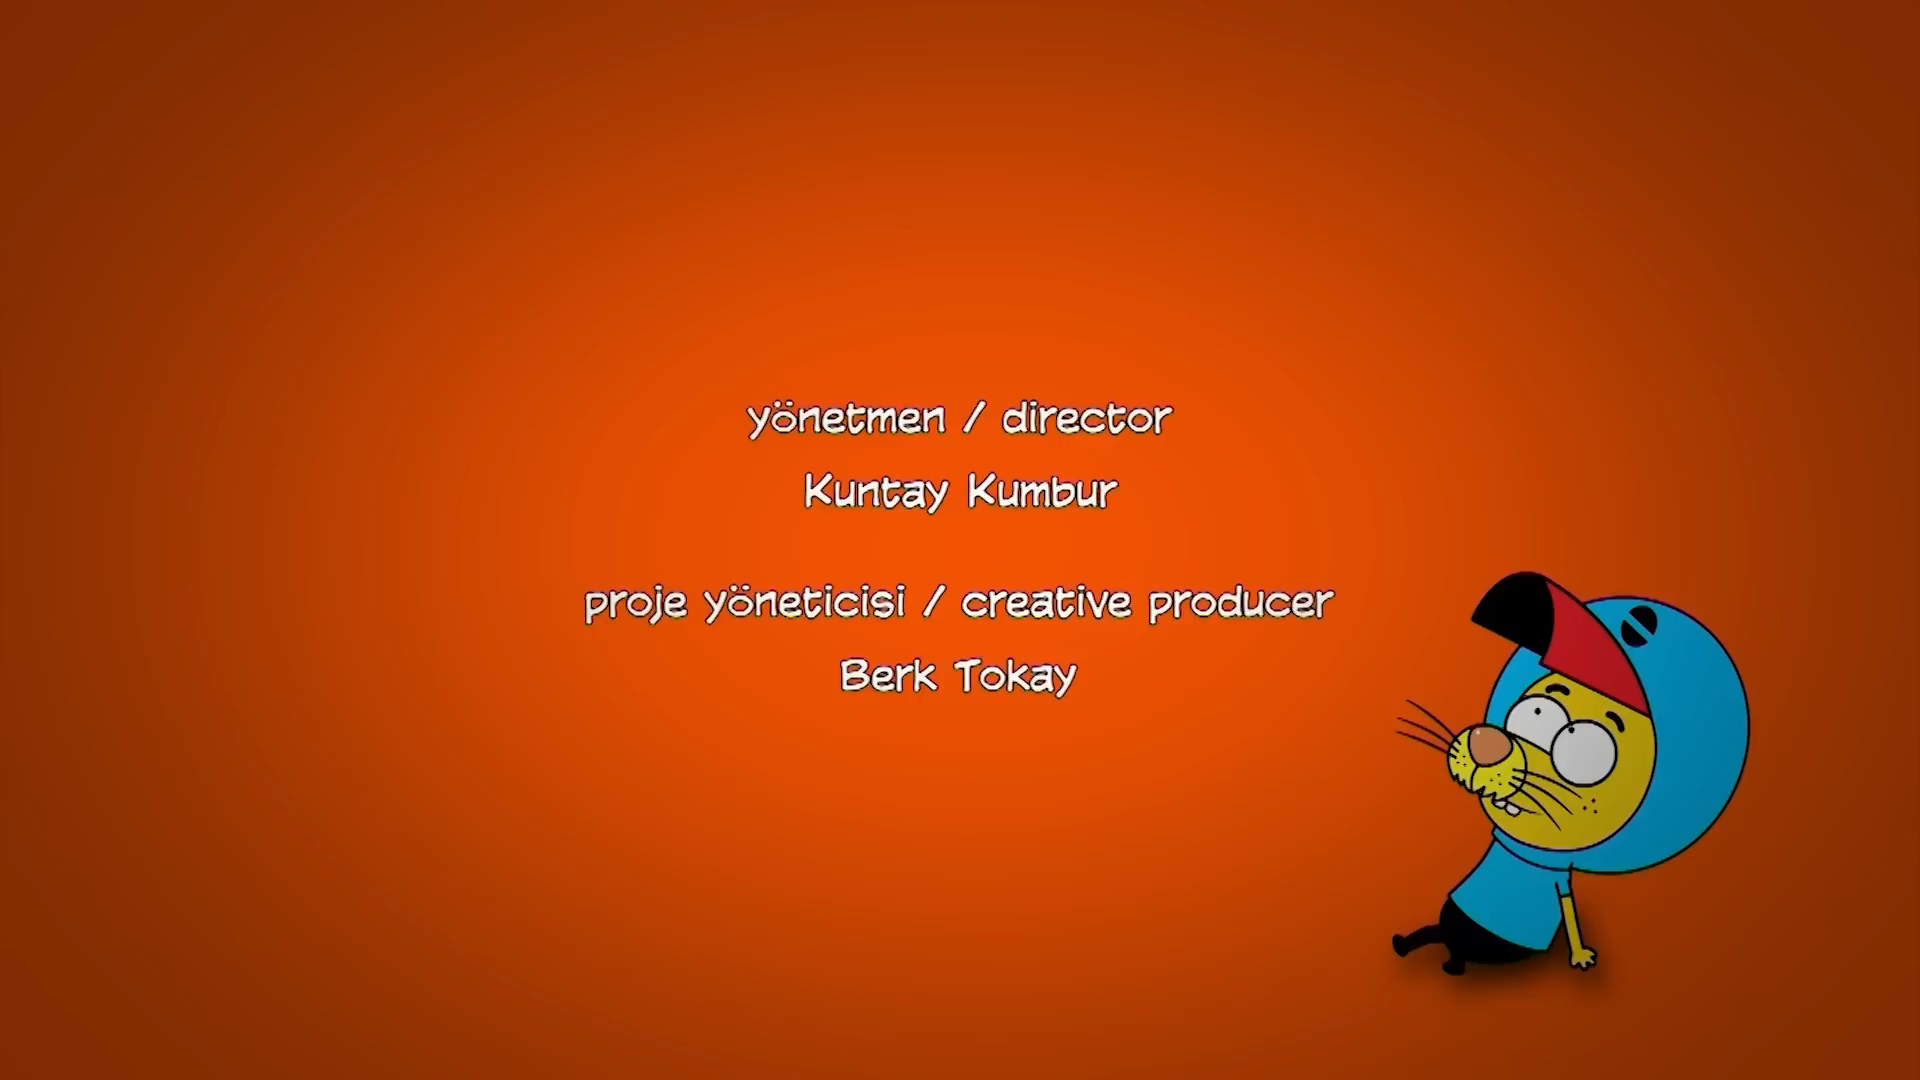 yönetmen / director
Kuntay Kumbur
proje yöneticisi / creative producer
Berk Tokay